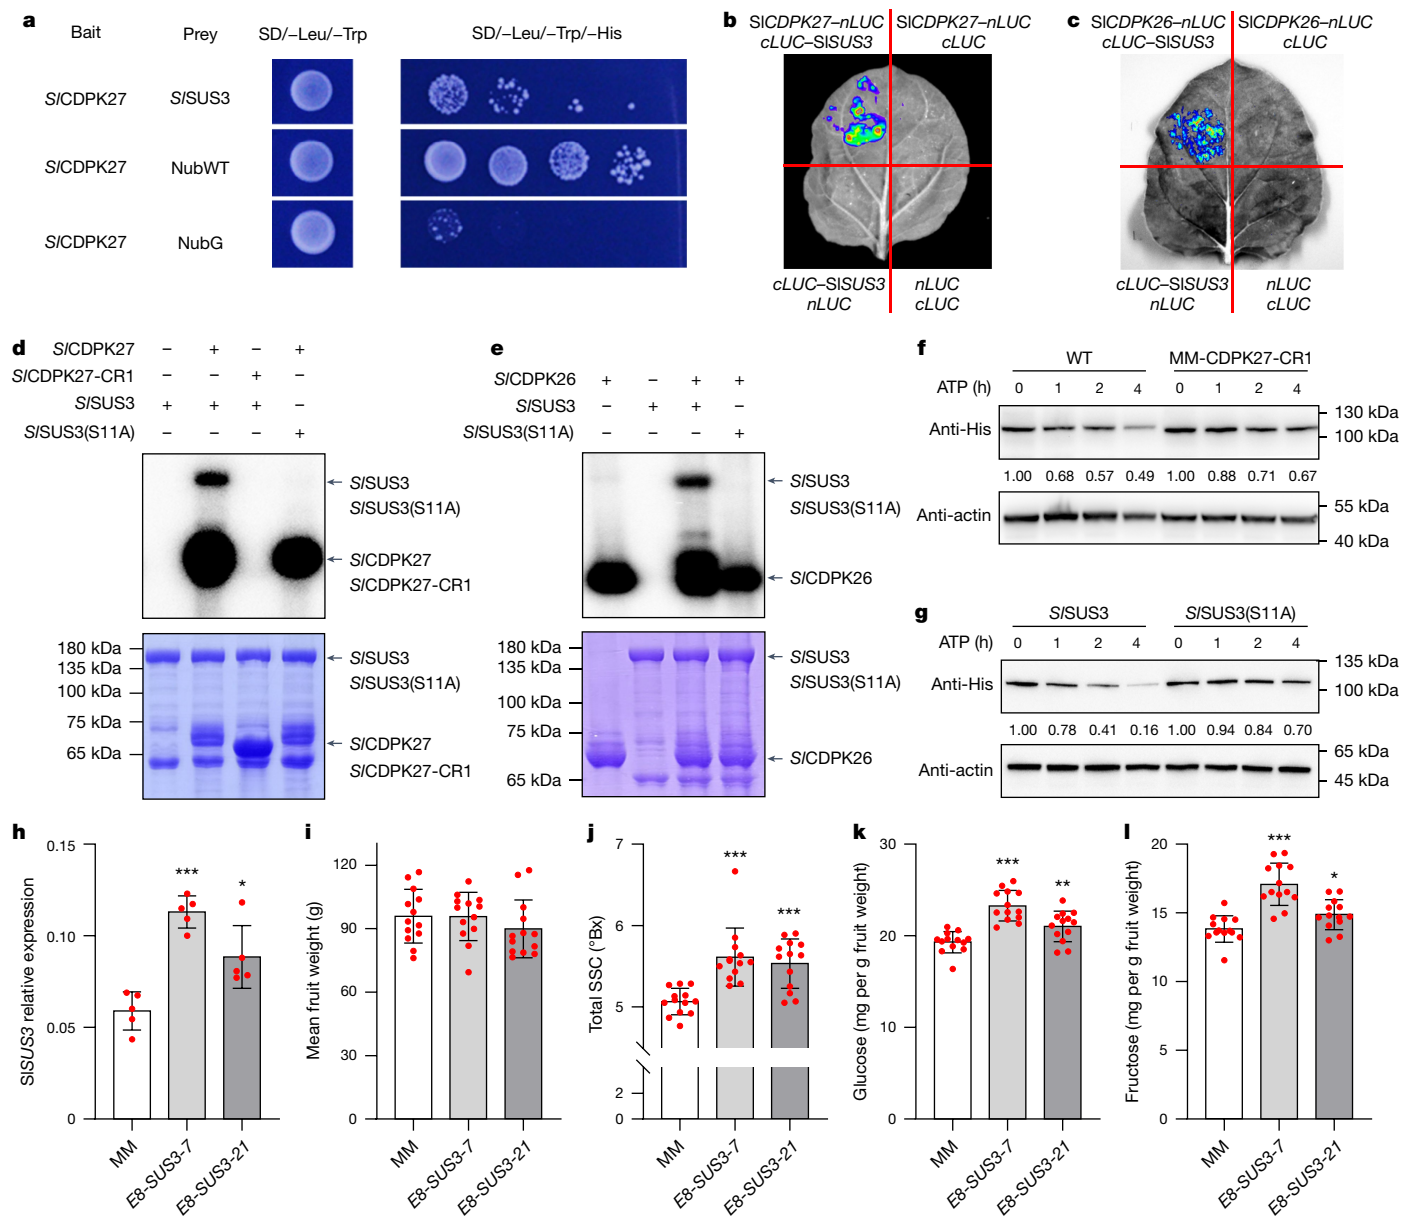 a
Bait Prey SD/–Leu/–Trp SD/–Leu/–Trp/–His
SlCDPK27 SlSUS3
SlCDPK27 NubWT
SlCDPK27 NubG
b
SlCDPK27–nLUC SlCDPK27–nLUC
cLUC–SlSUS3 cLUC
cLUC–SlSUS3 nLUC
nLUC cLUC
c
SlCDPK26–nLUC SlCDPK26–nLUC
cLUC–SlSUS3 cLUC
cLUC–SlSUS3 nLUC
nLUC cLUC
d
SlCDPK27 – + – +
SlCDPK27-CR1 – – + –
SlSUS3 + + + –
SlSUS3(S11A) – – – +
SlSUS3
SlSUS3(S11A)
SlCDPK27
SlCDPK27-CR1
180 kDa
135 kDa
100 kDa
75 kDa
65 kDa
SlSUS3
SlSUS3(S11A)
SlCDPK27
SlCDPK27-CR1
e
SlCDPK26 + – + +
SlSUS3 – + + –
SlSUS3(S11A) – – – +
SlSUS3
SlSUS3(S11A)
SlCDPK26
180 kDa
135 kDa
100 kDa
75 kDa
65 kDa
SlSUS3
SlSUS3(S11A)
SlCDPK26
f
WT MM-CDPK27-CR1
ATP (h) 0 1 2 4 0 1 2 4
Anti-His
130 kDa
100 kDa
1.00 0.68 0.57 0.49 1.00 0.88 0.71 0.67
Anti-actin
55 kDa
40 kDa
g
SlSUS3 SlSUS3(S11A)
ATP (h) 0 1 2 4 0 1 2 4
Anti-His
135 kDa
100 kDa
1.00 0.78 0.41 0.16 1.00 0.94 0.84 0.70
Anti-actin
65 kDa
45 kDa
h
SlSUS3 relative expression
0.15
0.10
0.05
0
***
*
MM E8-SUS3-7 E8-SUS3-21
i
Mean fruit weight (g)
120
90
60
30
0
MM E8-SUS3-7 E8-SUS3-21
j
Total SSC (°Bx)
7
6
5
2
0
***
***
MM E8-SUS3-7 E8-SUS3-21
k
Glucose (mg per g fruit weight)
30
20
10
0
***
**
MM E8-SUS3-7 E8-SUS3-21
l
Fructose (mg per g fruit weight)
20
15
10
5
0
***
*
MM E8-SUS3-7 E8-SUS3-21